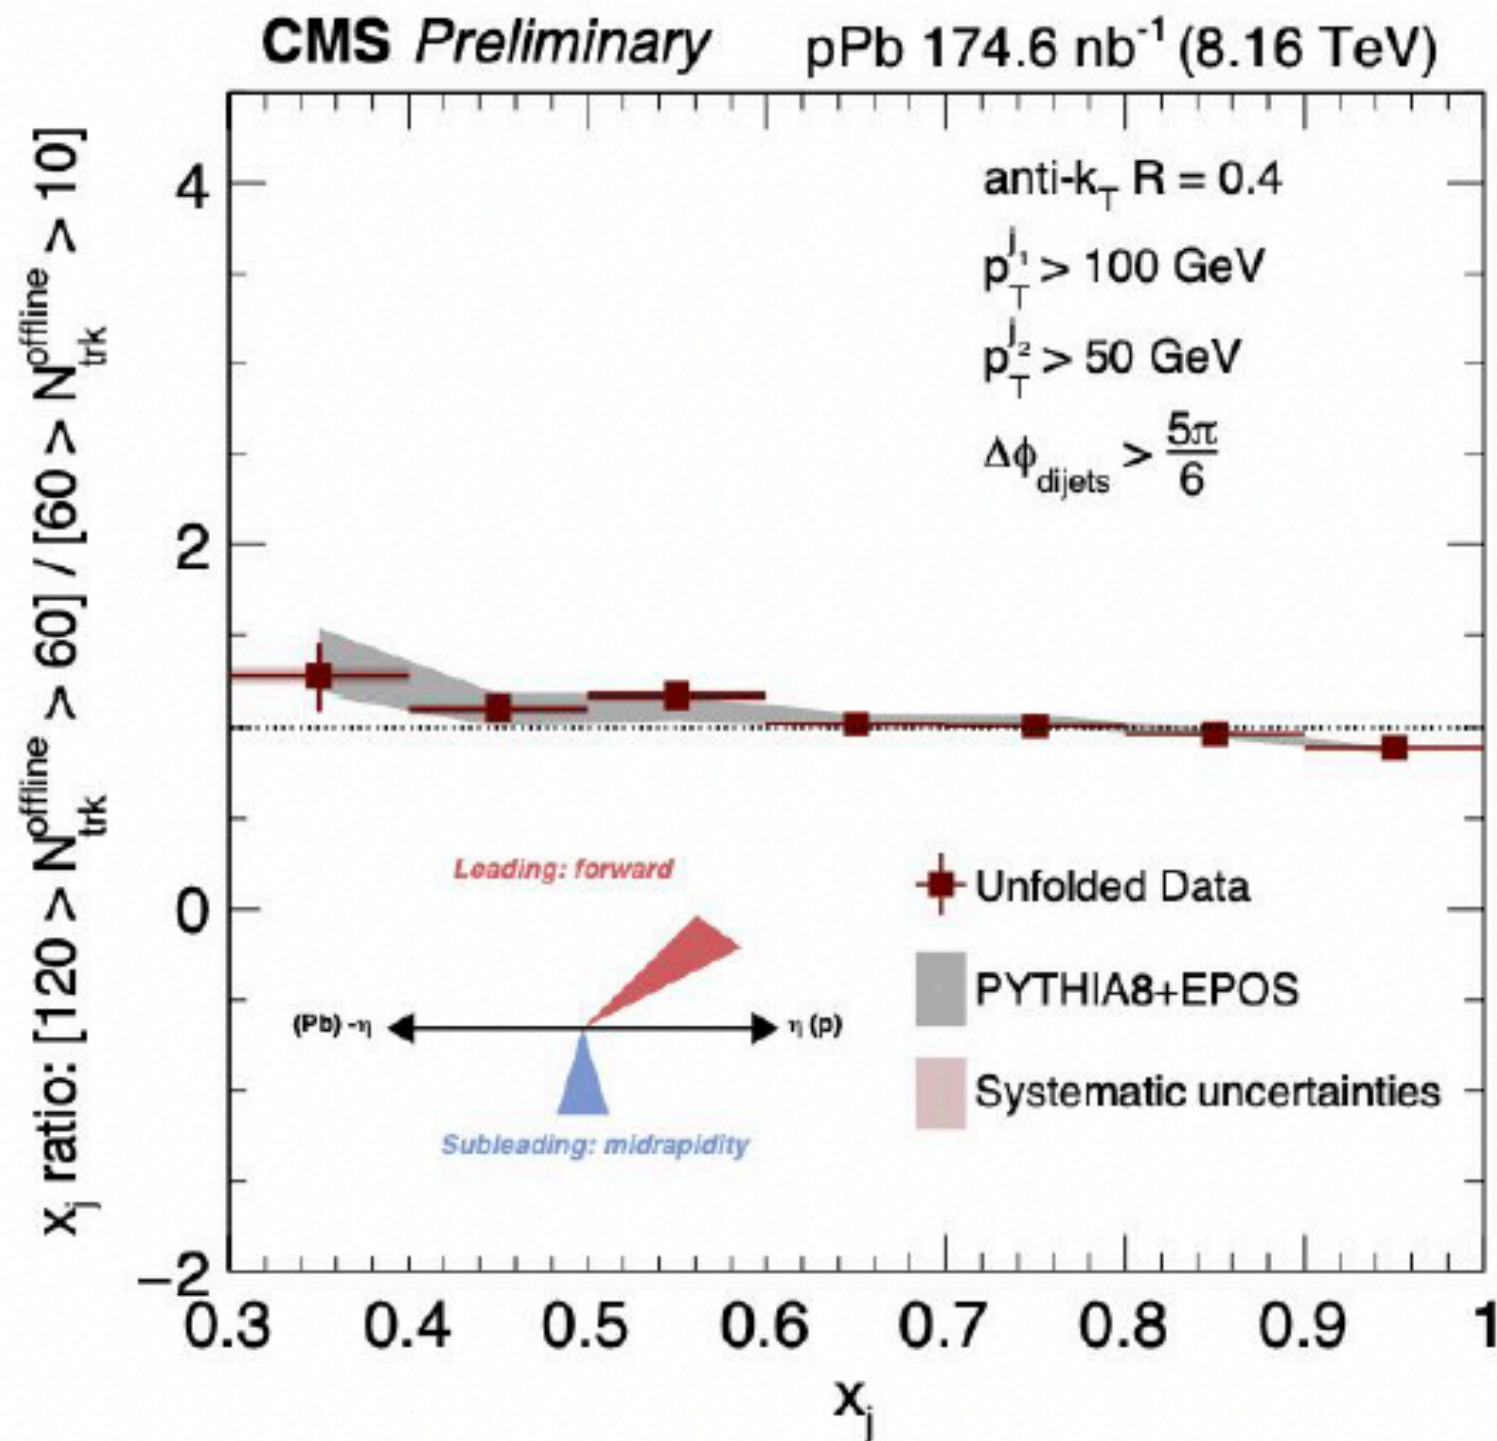 CMS Preliminary pPb 174.6 nb⁻¹ (8.16 TeV)
x_j ratio: [120 > N_trk^offline > 60] / [60 > N_trk^offline > 10]
4
2
0
−2
anti-k_T R = 0.4
p_T^j₁ > 100 GeV
p_T^j₂ > 50 GeV
Δϕ_dijets > 5π/6
Leading: forward
(Pb) -η
η (p)
Subleading: midrapidity
Unfolded Data
PYTHIA8+EPOS
Systematic uncertainties
0.3 0.4 0.5 0.6 0.7 0.8 0.9 1
x_j